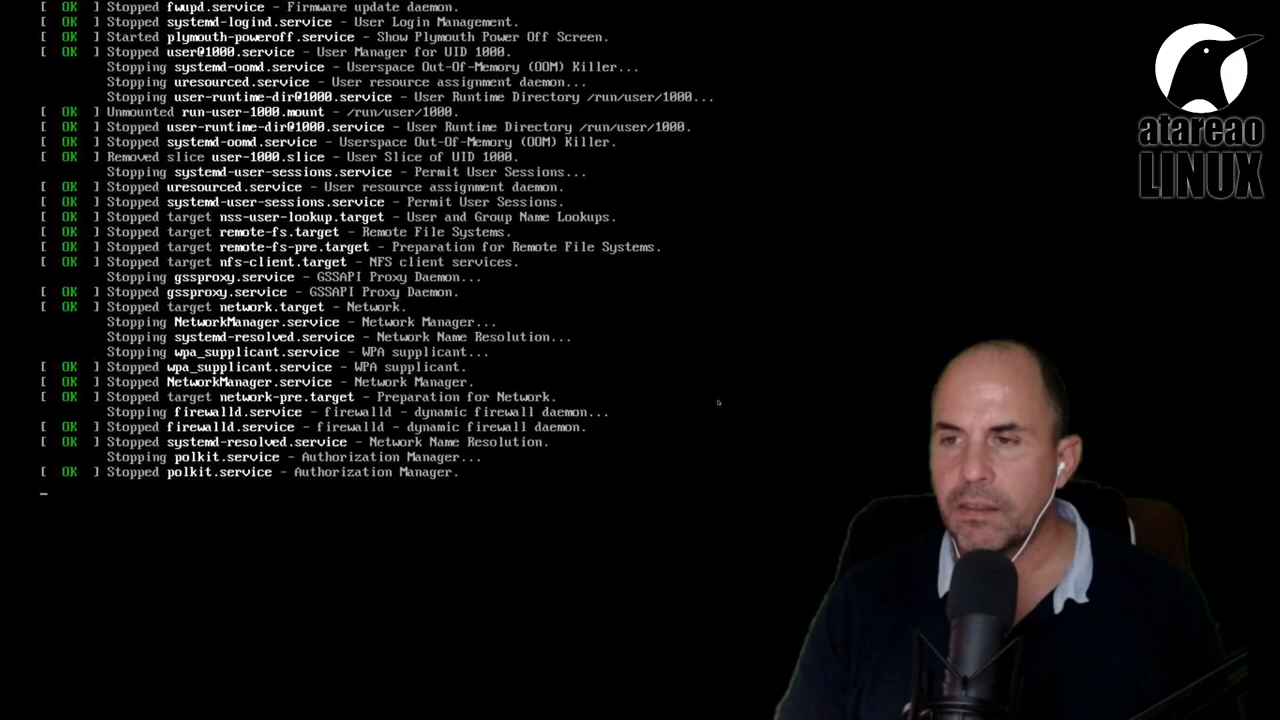 [  OK  ] Stopped fwupd.service - Firmware update daemon.
[  OK  ] Stopped systemd-logind.service - User Login Management.
[  OK  ] Started plymouth-poweroff.service - Show Plymouth Power Off Screen.
[  OK  ] Stopped user@1000.service - User Manager for UID 1000.
Stopping systemd-oomd.service - Userspace Out-Of-Memory (OOM) Killer...
Stopping uresourced.service - User resource assignment daemon...
Stopping user-runtime-dir@1000.service - User Runtime Directory /run/user/1000...
[  OK  ] Unmounted run-user-1000.mount - /run/user/1000.
[  OK  ] Stopped user-runtime-dir@1000.service - User Runtime Directory /run/user/1000.
[  OK  ] Stopped systemd-oomd.service - Userspace Out-Of-Memory (OOM) Killer.
[  OK  ] Removed slice user-1000.slice - User Slice of UID 1000.
Stopping systemd-user-sessions.service - Permit User Sessions...
[  OK  ] Stopped uresourced.service - User resource assignment daemon.
[  OK  ] Stopped systemd-user-sessions.service - Permit User Sessions.
[  OK  ] Stopped target nss-user-lookup.target - User and Group Name Lookups.
[  OK  ] Stopped target remote-fs.target - Remote File Systems.
[  OK  ] Stopped target remote-fs-pre.target - Preparation for Remote File Systems.
[  OK  ] Stopped target nfs-client.target - NFS client services.
Stopping gssproxy.service - GSSAPI Proxy Daemon...
[  OK  ] Stopped gssproxy.service - GSSAPI Proxy Daemon.
[  OK  ] Stopped target network.target - Network.
Stopping NetworkManager.service - Network Manager...
Stopping systemd-resolved.service - Network Name Resolution...
Stopping wpa_supplicant.service - WPA supplicant...
[  OK  ] Stopped wpa_supplicant.service - WPA supplicant.
[  OK  ] Stopped NetworkManager.service - Network Manager.
[  OK  ] Stopped target network-pre.target - Preparation for Network.
Stopping firewalld.service - firewalld - dynamic firewall daemon...
[  OK  ] Stopped firewalld.service - firewalld - dynamic firewall daemon.
[  OK  ] Stopped systemd-resolved.service - Network Name Resolution.
Stopping polkit.service - Authorization Manager...
[  OK  ] Stopped polkit.service - Authorization Manager.
atareao
LINUX